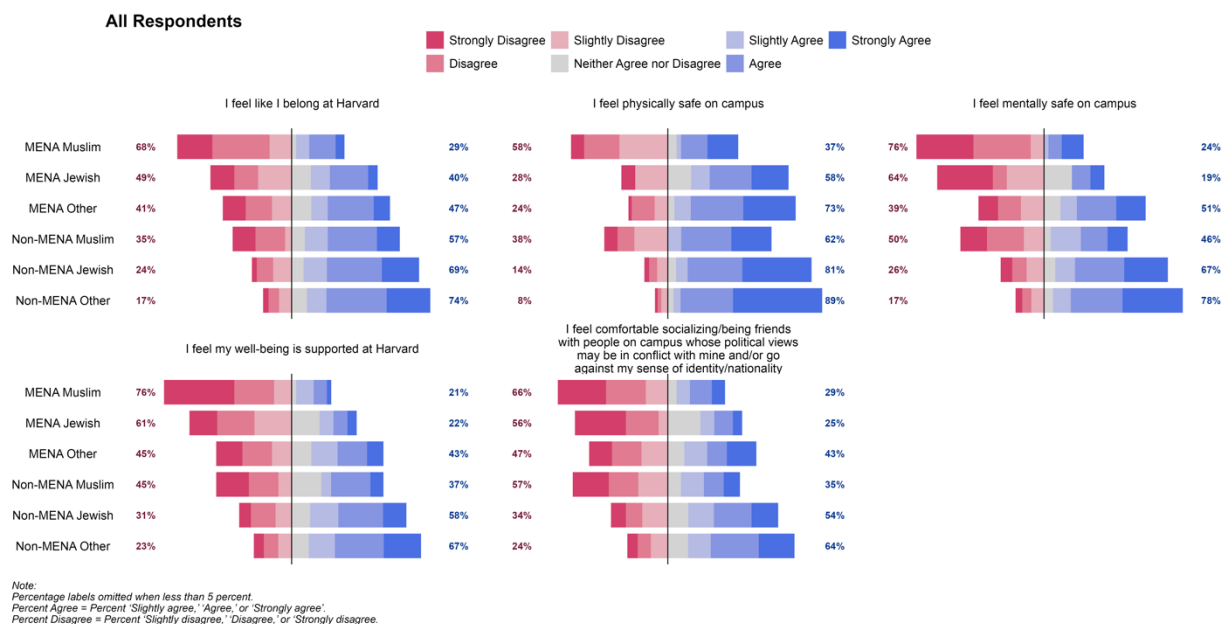 All Respondents
Strongly Disagree
Slightly Disagree
Slightly Agree
Strongly Agree
Disagree
Neither Agree nor Disagree
Agree
I feel like I belong at Harvard
I feel physically safe on campus
I feel mentally safe on campus
MENA Muslim 68% 29% 58% 37% 76% 24%
MENA Jewish 49% 40% 28% 58% 64% 19%
MENA Other 41% 47% 24% 73% 39% 51%
Non-MENA Muslim 35% 57% 38% 62% 50% 46%
Non-MENA Jewish 24% 69% 14% 81% 26% 67%
Non-MENA Other 17% 74% 8% 89% 17% 78%
I feel my well-being is supported at Harvard
I feel comfortable socializing/being friends
with people on campus whose political views
may be in conflict with mine and/or go
against my sense of identity/nationality
MENA Muslim 76% 21% 66% 29%
MENA Jewish 61% 22% 56% 25%
MENA Other 45% 43% 47% 43%
Non-MENA Muslim 45% 37% 57% 35%
Non-MENA Jewish 31% 58% 34% 54%
Non-MENA Other 23% 67% 24% 64%
Note:
Percentage labels omitted when less than 5 percent.
Percent Agree = Percent 'Slightly agree,' 'Agree,' or 'Strongly agree'.
Percent Disagree = Percent 'Slightly disagree,' 'Disagree,' or 'Strongly disagree.